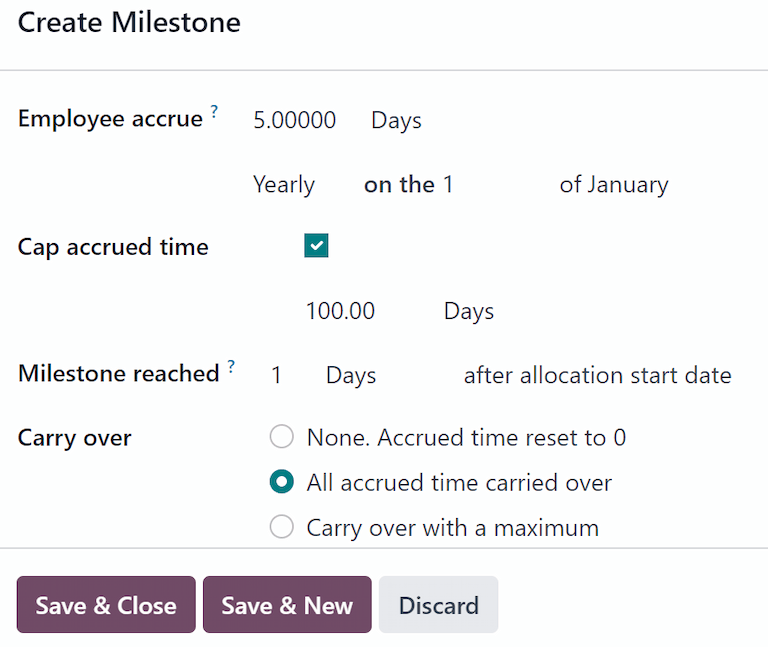 Create Milestone
Employee accrue ? 5.00000 Days
Yearly on the 1 of January
Cap accrued time
100.00 Days
Milestone reached ? 1 Days after allocation start date
Carry over None. Accrued time reset to 0
All accrued time carried over
Carry over with a maximum
Save & Close Save & New Discard